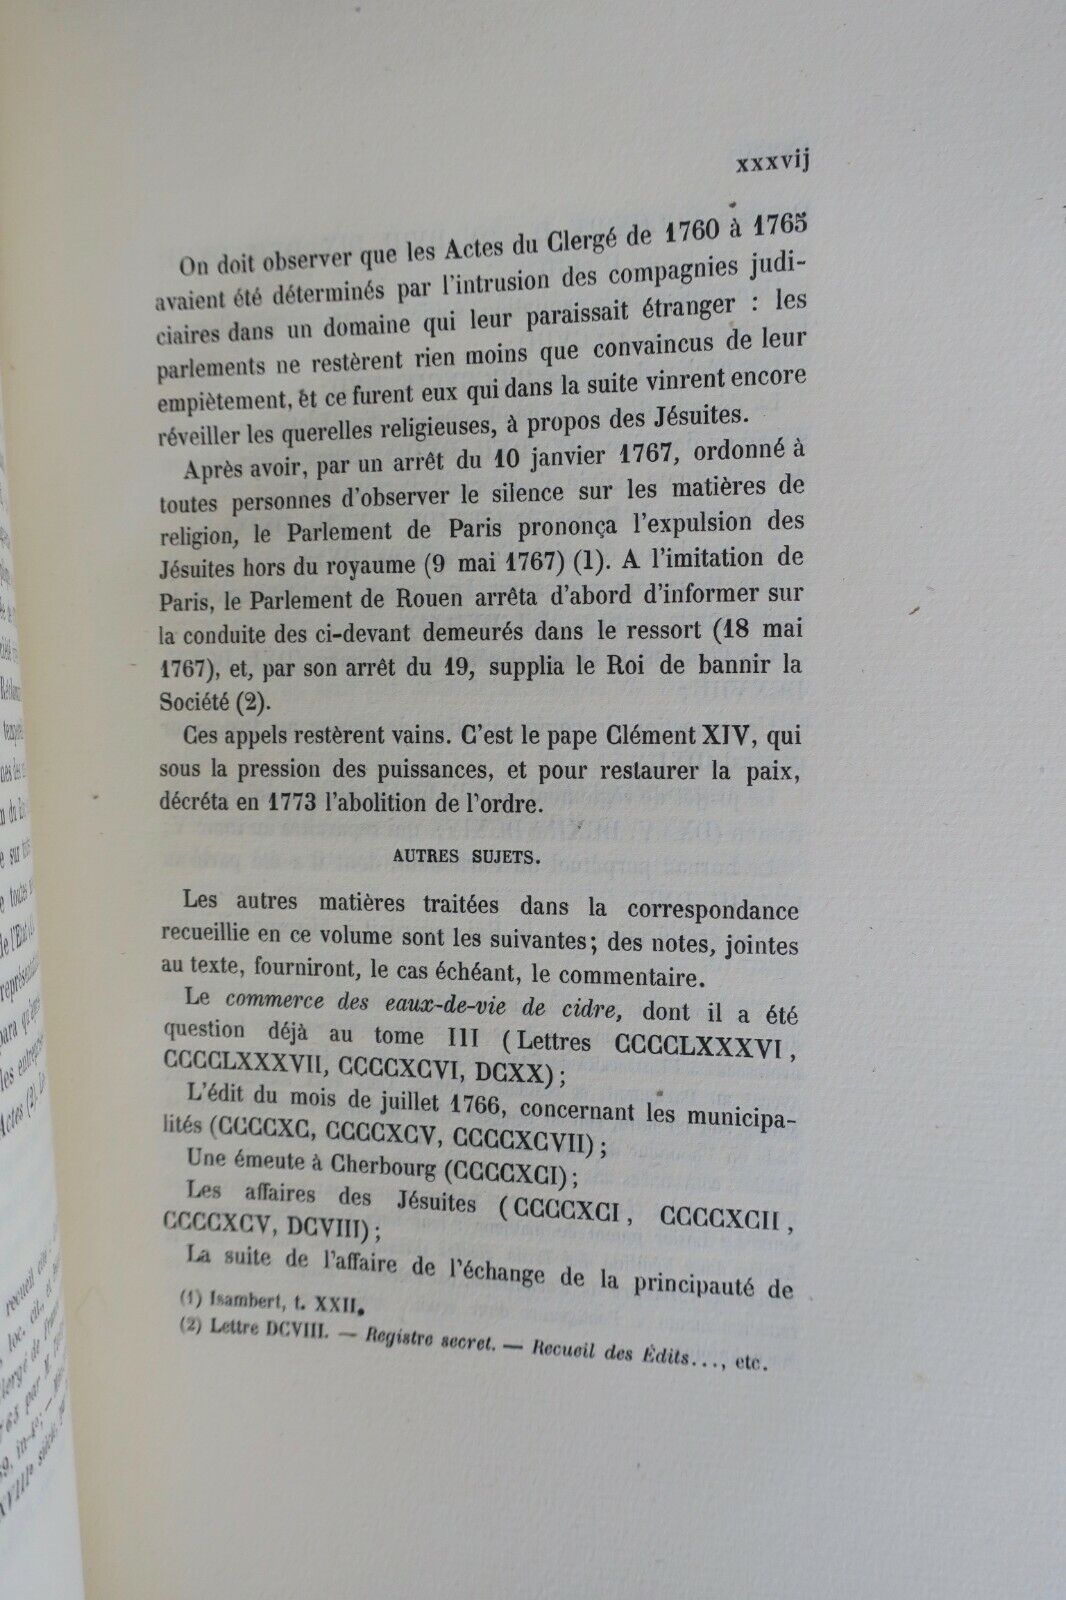 xxxvij
On doit observer que les Actes du Clergé de 1760 à 1765
avaient été déterminés par l'intrusion des compagnies judi-
ciaires dans un domaine qui leur paraissait étranger : les
parlements ne restèrent rien moins que convaincus de leur
empiètement, et ce furent eux qui dans la suite vinrent encore
réveiller les querelles religieuses, à propos des Jésuites.
Après avoir, par un arrêt du 10 janvier 1767, ordonné à
toutes personnes d'observer le silence sur les matières de
religion, le Parlement de Paris prononça l'expulsion des
Jésuites hors du royaume (9 mai 1767) (1). A l'imitation de
Paris, le Parlement de Rouen arrêta d'abord d'informer sur
la conduite des ci-devant demeurés dans le ressort (18 mai
1767), et, par son arrêt du 19, supplia le Roi de bannir la
Société (2).
Ces appels restèrent vains. C'est le pape Clément XIV, qui
sous la pression des puissances, et pour restaurer la paix,
décréta en 1773 l'abolition de l'ordre.
AUTRES SUJETS.
Les autres matières traitées dans la correspondance
recueillie en ce volume sont les suivantes; des notes, jointes
au texte, fourniront, le cas échéant, le commentaire.
Le commerce des eaux-de-vie de cidre, dont il a été
question déjà au tome III (Lettres CCCCLXXXVI,
CCCCLXXXVII, CCCCXCVI, DCXX);
L'édit du mois de juillet 1766, concernant les municipa-
lités (CCCCXC, CCCCXCV, CCCCXCVII);
Une émeute à Cherbourg (CCCCXCI);
Les affaires des Jésuites (CCCCXCI, CCCCXCII,
CCCCXCV, DCVIII);
La suite de l'affaire de l'échange de la principauté de
(1) Isambert, t. XXII.
(2) Lettre DCVIII. — Registre secret. — Recueil des Édits..., etc.